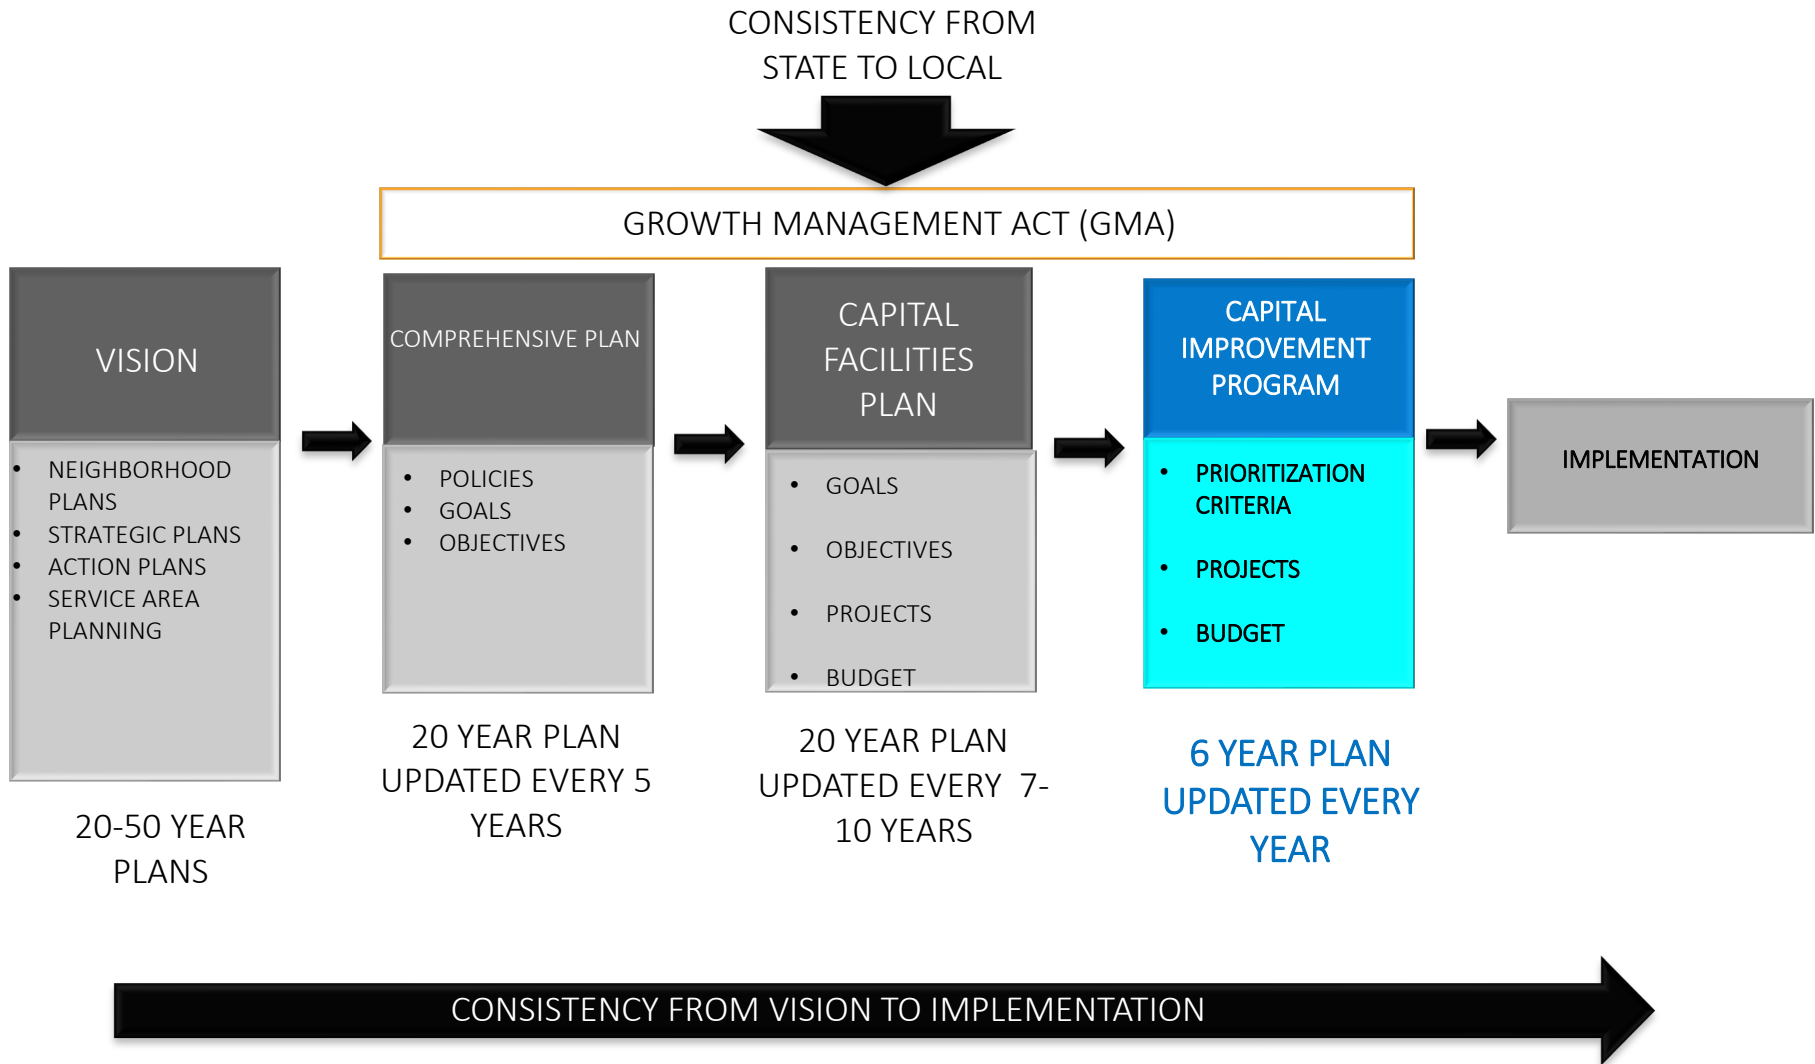 CONSISTENCY FROM
STATE TO LOCAL
GROWTH MANAGEMENT ACT (GMA)
VISION
• NEIGHBORHOOD
PLANS
• STRATEGIC PLANS
• ACTION PLANS
• SERVICE AREA
PLANNING
20-50 YEAR
PLANS
COMPREHENSIVE PLAN
• POLICIES
• GOALS
• OBJECTIVES
20 YEAR PLAN
UPDATED EVERY 5
YEARS
CAPITAL
FACILITIES
PLAN
• GOALS
• OBJECTIVES
• PROJECTS
• BUDGET
20 YEAR PLAN
UPDATED EVERY 7-
10 YEARS
CAPITAL
IMPROVEMENT
PROGRAM
• PRIORITIZATION
CRITERIA
• PROJECTS
• BUDGET
6 YEAR PLAN
UPDATED EVERY
YEAR
IMPLEMENTATION
CONSISTENCY FROM VISION TO IMPLEMENTATION